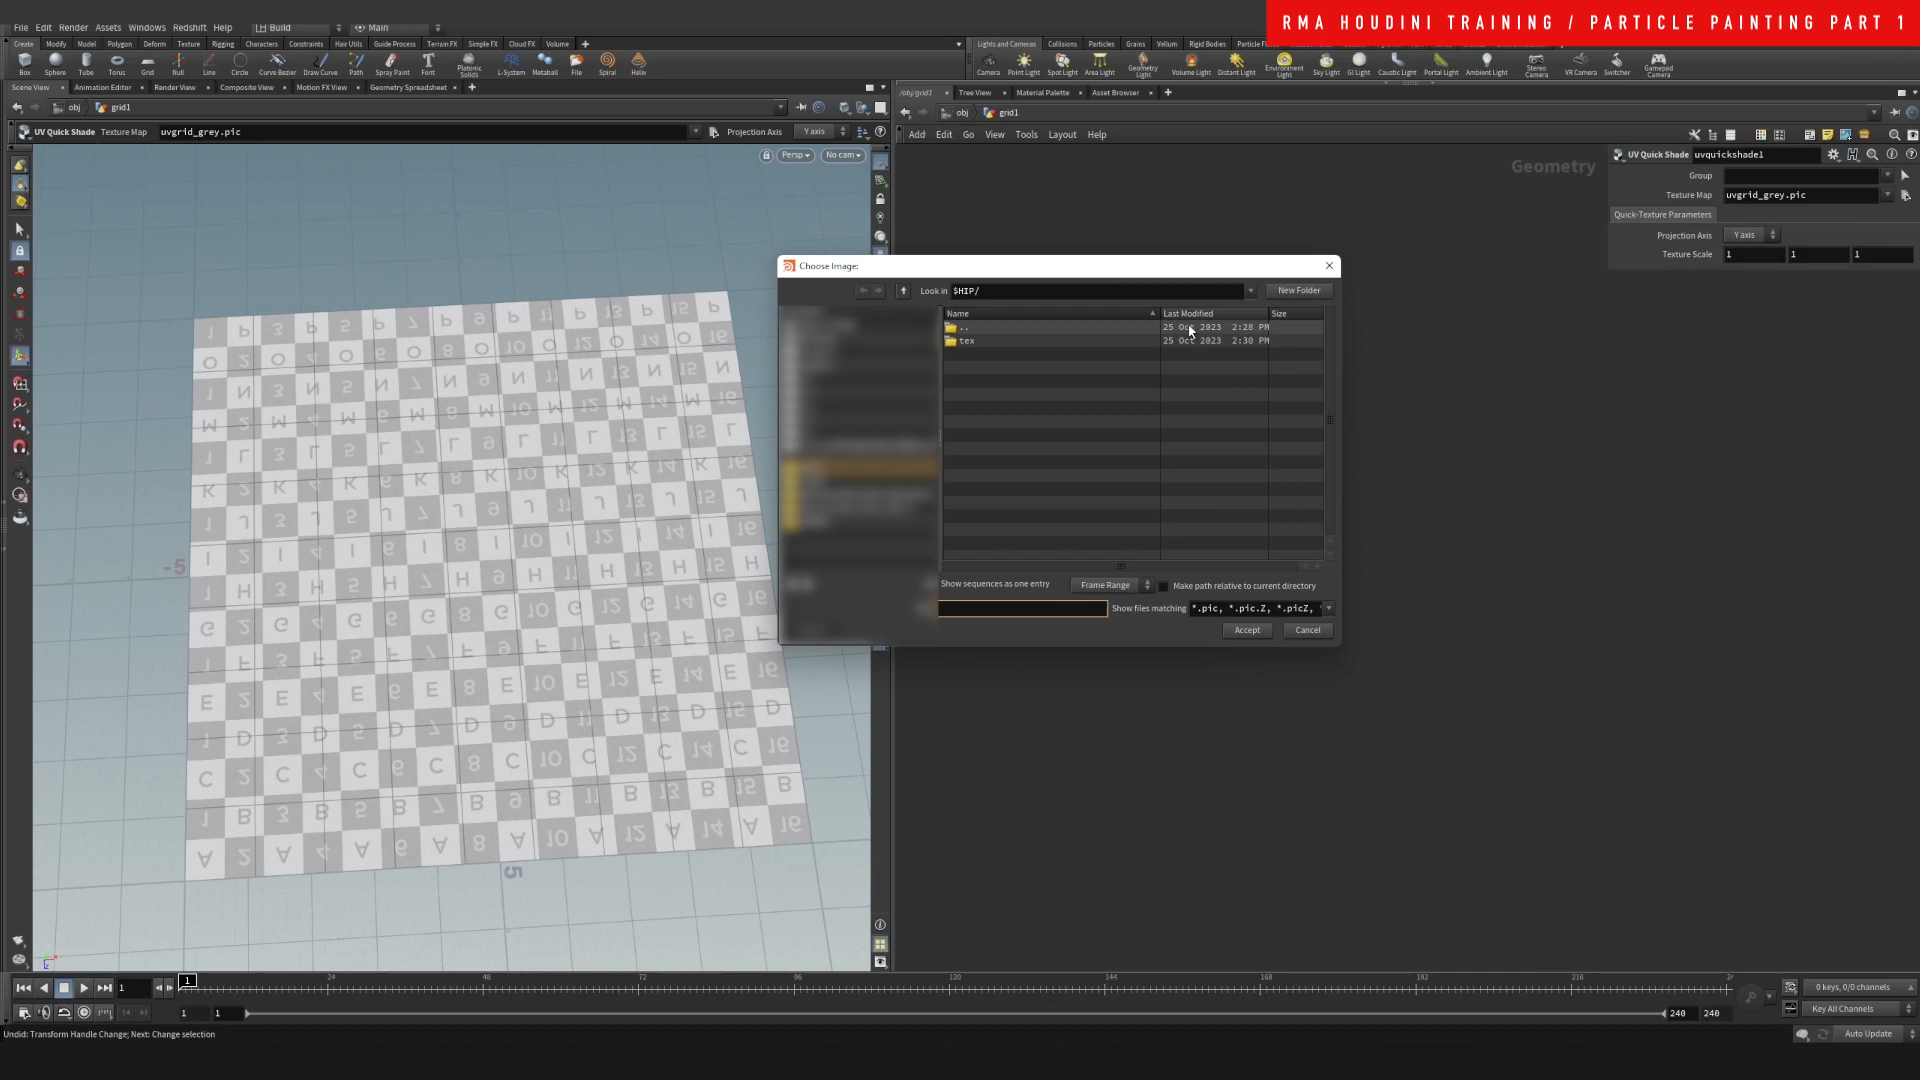 RMA HOUDINI TRAINING / PARTICLE PAINTING PART 1
File Edit Render Assets Windows Redshift Help Build Main
Create Modify Model Polygon Deform Texture Rigging Characters Constraints Hair Utils Guide Process Terrain FX Simple FX Cloud FX Volume
Lights and Cameras Collisions Particles Grains Vellum Rigid Bodies
Box Sphere Tube Torus Grid Null Line Circle Curve Bezier Draw Curve Path Spray Paint Font Platonic Solids L-System Metaball File Spiral Helix
Camera Point Light Spot Light Area Light Geometry Light Volume Light Distant Light Environment Light Sky Light GI Light Caustic Light Portal Light Ambient Light Stereo Camera VR Camera Switcher Gamepad Camera
Scene View Animation Editor Render View Composite View Motion FX View Geometry Spreadsheet
/obj/grid1 Tree View Material Palette Asset Browser
obj grid1
obj grid1
UV Quick Shade Texture Map uvgrid_grey.pic Projection Axis Y axis
Add Edit Go View Tools Layout Help
Persp No cam
Geometry
UV Quick Shade uvquickshade1
Group
Texture Map uvgrid_grey.pic
Quick-Texture Parameters
Projection Axis Y axis
Texture Scale 1 1 1
Choose Image:
Look in $HIP/ New Folder
Name Last Modified Size
.. 25 Oct 2023 2:28 PM
tex 25 Oct 2023 2:30 PM
Show sequences as one entry Frame Range Make path relative to current directory
Show files matching *.pic, *.pic.Z, *.picZ,
Accept Cancel
-5
5
1 24 48 72 96 120 144 168 192 216
1
0 keys, 0/0 channels
1 1 240 240 Key All Channels
Undid: Transform Handle Change; Next: Change selection Auto Update